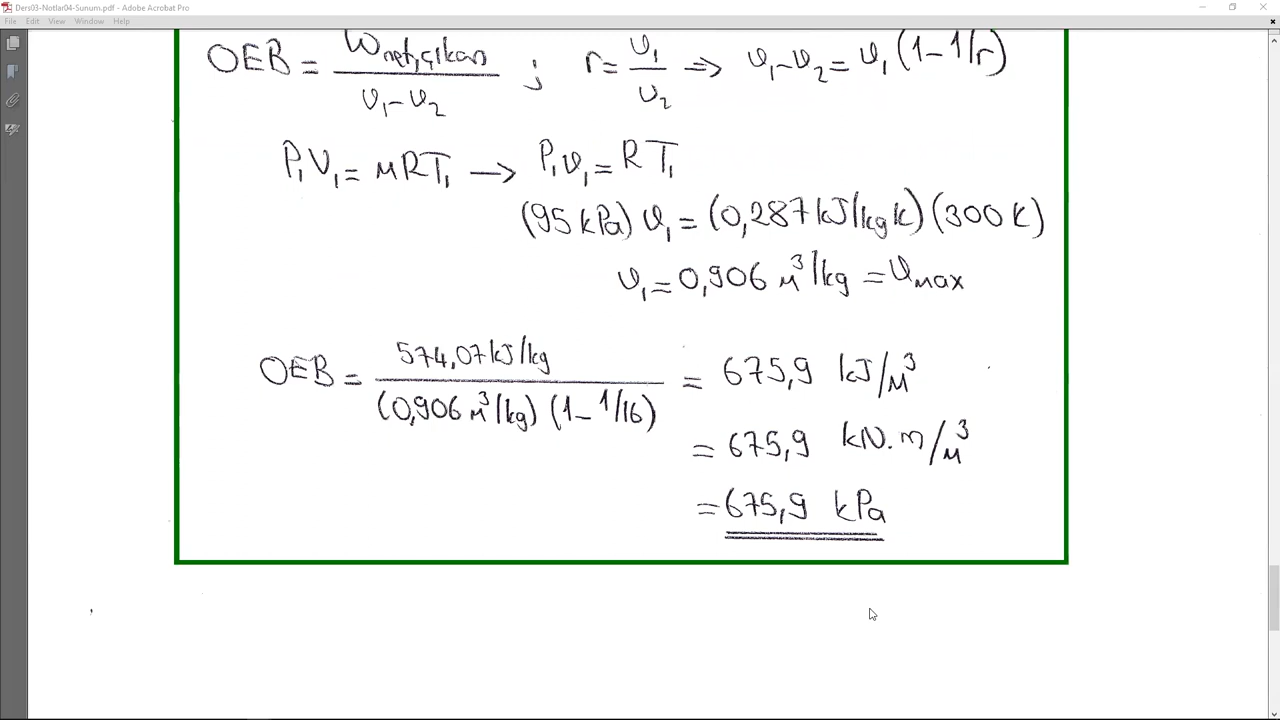 Ders03-Notlar04-Sunum.pdf - Adobe Acrobat Pro
File Edit View Window Help
OEB = Wnet,çıkan / (υ₁-υ₂) ; r = υ₁/υ₂ => υ₁-υ₂ = υ₁(1-1/r)
P₁V₁ = mRT₁ → P₁υ₁ = RT₁
(95 kPa) υ₁ = (0,287 kJ/kgK)(300 K)
υ₁ = 0,906 m³/kg = υmax
OEB = 574,07 kJ/kg / (0,906 m³/kg)(1-1/16) = 675,9 kJ/m³
= 675,9 kN.m/m³
= 675,9 kPa